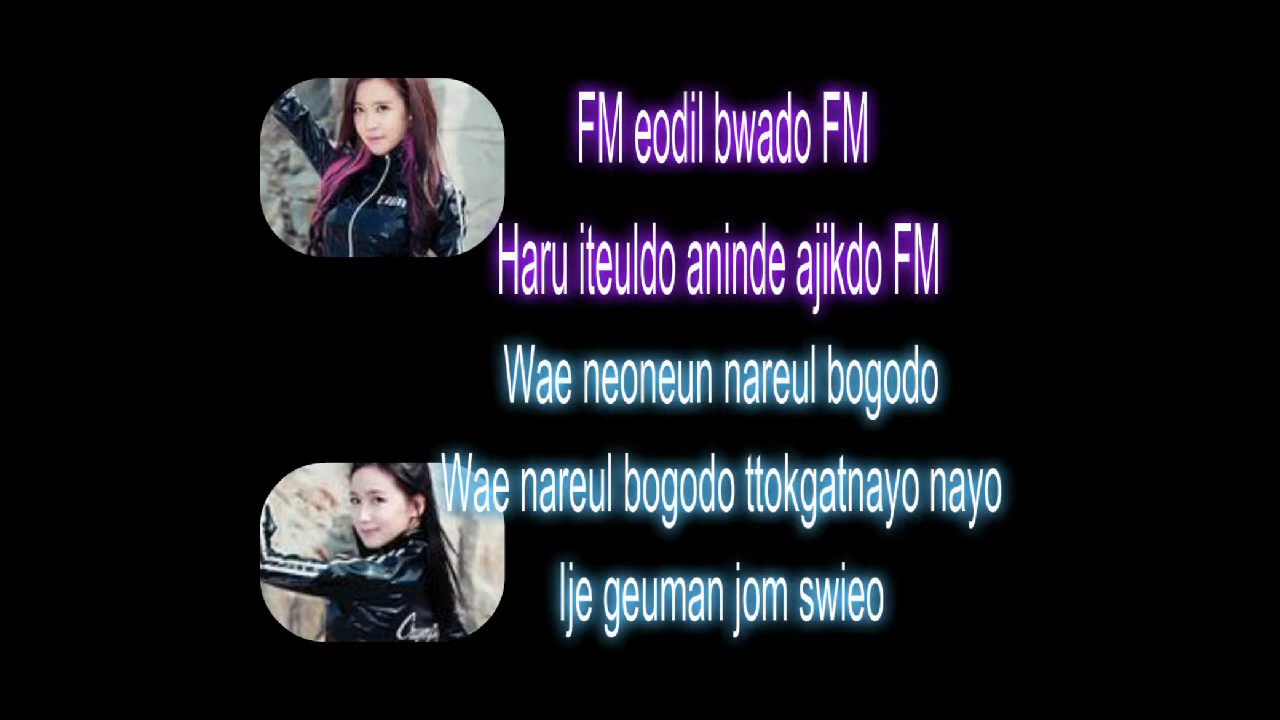 FM eodil bwado FM
Haru iteuldo aninde ajikdo FM
Wae neoneun nareul bogodo
Wae nareul bogodo ttokgatnayo nayo
Ije geuman jom swieo